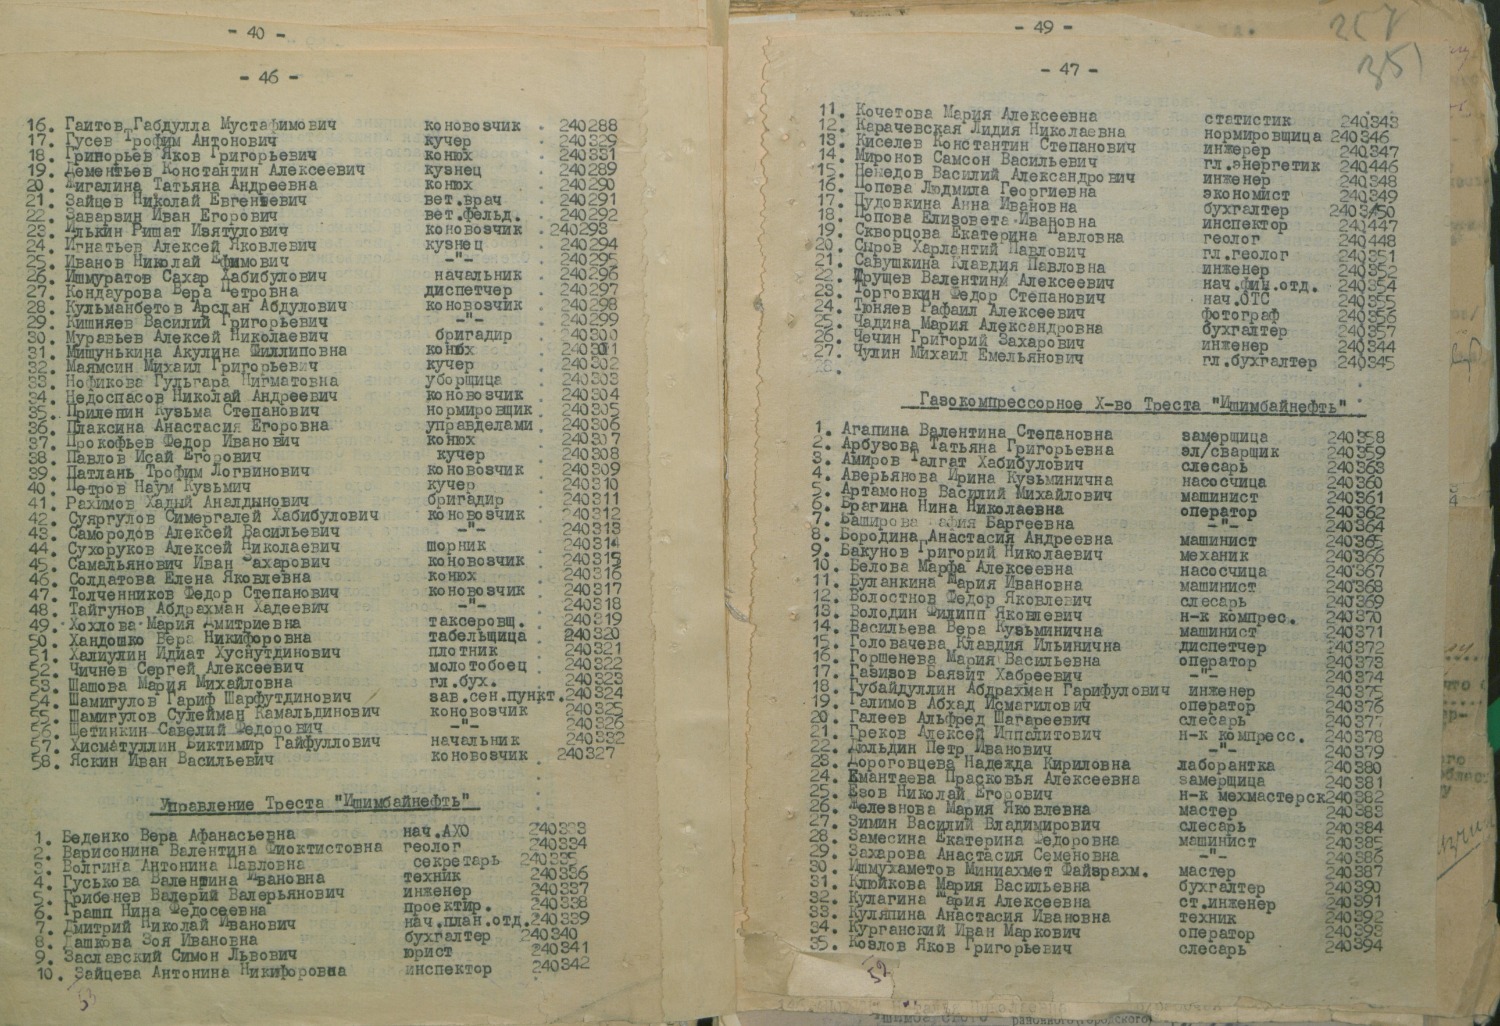 - 40 -
- 46 -
16. Гаитов Габдулла Мустафимович коновозчик . 240288
17. Гусев Трофим Антонович кучер . 240329
18. Григорьев Яков Григорьевич конюх . 240331
19. Дементьев Константин Алексеевич кузнец . 240289
20. Жигалина Татьяна Андреевна конюх . 240290
21. Зайцев Николай Евгеньевич вет.врач . 240291
22. Заварзин Иван Егорович вет.фельд. . 240292
23. Илькин Ришат Изятулович коновозчик . 240293
24. Игнатьев Алексей Яковлевич кузнец . 240294
25. Иванов Николай Ефимович -"- . 240295
26. Ишмуратов Сахар Хабибулович начальник . 240296
27. Кондаурова Вера Петровна диспетчер . 240297
28. Кульманбетов Арслан Абдулович коновозчик . 240298
29. Кишняев Василий Григорьевич -"- . 240299
30. Муравьев Алексей Николаевич бригадир . 240300
31. Мишунькина Акулина Филлиповна конюх . 240301
32. Маямсин Михаил Григорьевич кучер . 240302
33. Нофикова Гульгара Нигматовна уборщица . 240303
34. Недоспасов Николай Андреевич коновозчик . 240304
35. Прилепин Кузьма Степанович нормировщик . 240305
36. Плаксина Анастасия Егоровна управделами . 240306
37. Прокофьев Федор Иванович конюх . 240307
38. Павлов Исай Егорович кучер . 240308
39. Патлань Трофим Логвинович коновозчик . 240309
40. Петров Наум Кузьмич кучер . 240310
41. Рахимов Хадый Аналдынович бригадир . 240311
42. Суяргулов Симергалей Хабибулович коновозчик . 240312
43. Самородов Алексей Васильевич -"- . 240313
44. Сухоруков Алексей Николаевич шорник . 240314
45. Самальянович Иван Захарович коновозчик . 240315
46. Солдатова Елена Яковлевна конюх . 240316
47. Толченников Федор Степанович коновозчик . 240317
48. Тайгунов Абдрахман Хадеевич -"- . 240318
49. Хохлова Мария Дмитриевна таксеровщ. . 240319
50. Хандошко Вера Никифоровна табельщица . 240320
51. Халиулин Идиат Хуснутдинович плотник . 240321
52. Чичнев Сергей Алексеевич молотобоец . 240322
53. Шашова Мария Михайловна гл.бух. . 240323
54. Шамигулов Гариф Шарфутдинович зав.сен.пункт. 240324
55. Шамигулов Сулейман Камальдинович коновозчик . 240325
56. Щетинкин Савелий Федорович -"- . 240326
57. Хисматуллин Биктимир Гайфуллович начальник . 240332
58. Яскин Иван Васильевич коновозчик . 240327
Управление Треста "Ишимбайнефть"
1. Беденко Вера Афанасьевна нач.АХО 240333
2. Варисонина Валентина Фиоктистовна геолог 240334
3. Волгина Антонина Павловна секретарь 240335
4. Гуськова Валентина Ивановна техник 240336
5. Грибенев Валерий Валерьянович инженер 240337
6. Грашп Нина Федосеевна проектир. 240338
7. Дмитрий Николай Иванович нач.план.отд. 240339
8. Дашкова Зоя Ивановна бухгалтер 240340
9. Заславский Симон Львович юрист 240341
10. Зайцева Антонина Никифоровна инспектор 240342
53
- 49 -
257
35
- 47 -
11. Кочетова Мария Алексеевна статистик 240343
12. Карачевская Лидия Николаевна нормировщица 240346
13. Киселев Константин Степанович инженер 240347
14. Миронов Самсон Васильевич гл.энергетик 240446
15. Нефедов Василий Александрович инженер 240348
16. Попова Людмила Георгиевна экономист 240349
17. Пудовкина Анна Ивановна бухгалтер 240350
18. Попова Елизовета Ивановна инспектор 240447
19. Скворцова Екатерина Павловна геолог 240448
20. Сыров Харлантий Павлович гл.геолог 240351
21. Савушкина Клавдия Павловна инженер 240352
22. Трущев Валентин Алексеевич нач.фин.отд. 240354
23. Торговкин Федор Степанович нач.ОТС 240355
24. Тюняев Рафаил Алексеевич фотограф 240356
25. Чадина Мария Александровна бухгалтер 240357
26. Чечин Григорий Захарович инженер 240344
27. Чулин Михаил Емельянович гл.бухгалтер 240345
28.
Газокомпрессорное Х-во Треста "Ишимбайнефть"
1. Агапина Валентина Степановна замерщица 240358
2. Арбузова Татьяна Григорьевна эл/сварщик 240359
3. Амиров Талгат Хабибулович слесарь 240363
4. Аверьянова Ирина Кузьминична насосчица 240360
5. Артамонов Василий Михайлович машинист 240361
6. Брагина Нина Николаевна оператор 240362
7. Баширова Баргеевна -"- 240364
8. Бородина Анастасия Андреевна машинист 240365
9. Бакунов Григорий Николаевич механик 240366
10. Белова Марфа Алексеевна насосчица 240367
11. Буланкина Мария Ивановна машинист 240368
12. Волостнов Федор Яковлевич слесарь 240369
13. Володин Филипп Яковлевич н-к компрес. 240370
14. Васильева Вера Кузьминична машинист 240371
15. Головачева Клавдия Ильинична диспетчер 240372
16. Горшенева Мария Васильевна оператор 240373
17. Газизов Баязит Хабреевич -"- 240374
18. Губайдуллин Абдрахман Гарифулович инженер 240375
19. Галимов Абхад Исмагилович оператор 240376
20. Галеев Альфред Шагареевич слесарь 240377
21. Греков Алексей Иппалитович н-к компресс. 240378
22. Дюльдин Петр Иванович -"- 240379
23. Дороговцева Надежда Кириловна лаборантка 240380
24. Емантаева Прасковья Алексеевна замерщица 240381
25. Езов Николай Егорович н-к мехмастерск 240382
26. Железнова Мария Яковлевна мастер 240383
27. Зимин Василий Владимирович слесарь 240384
28. Замесина Екатерина Федоровна машинист 240385
29. Захарова Анастасия Семеновна -"- 240386
30. Ишмухаметов Миниахмет Файзрахм. мастер 240387
31. Клюйкова Мария Васильевна бухгалтер 240390
32. Кулагина Мария Алексеевна ст.инженер 240391
33. Куляпина Анастасия Ивановна техник 240392
34. Курганский Иван Маркович оператор 240393
35. Козлов Яков Григорьевич слесарь 240394
52